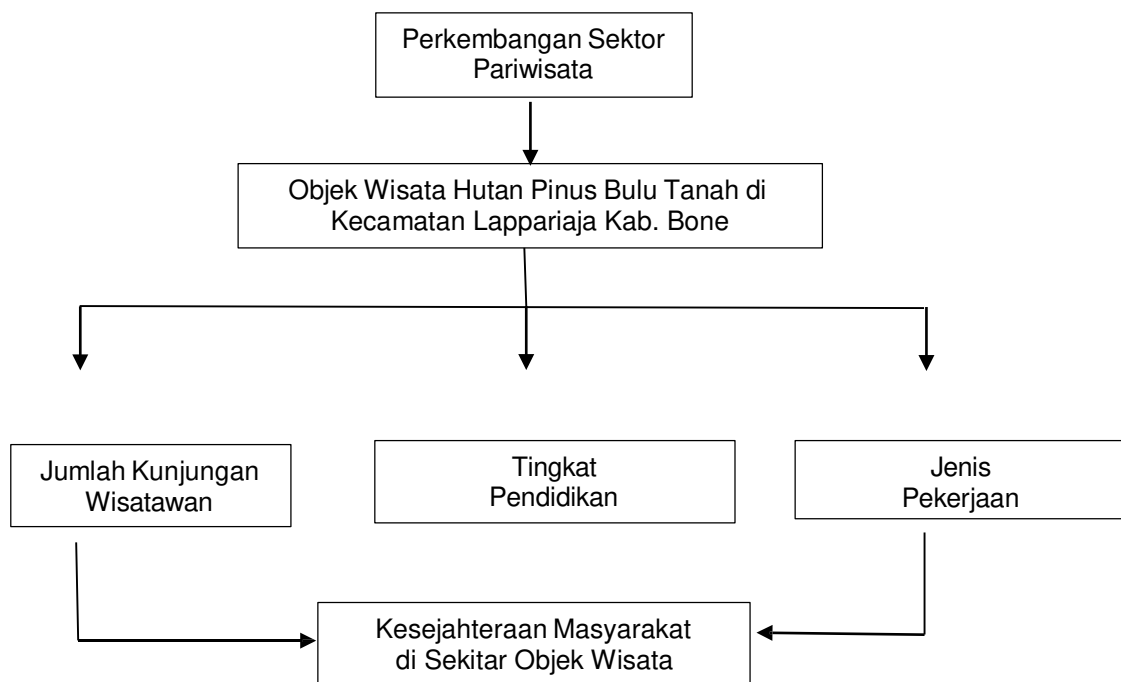 Perkembangan Sektor
Pariwisata
Objek Wisata Hutan Pinus Bulu Tanah di
Kecamatan Lappariaja Kab. Bone
Jumlah Kunjungan
Wisatawan
Tingkat
Pendidikan
Jenis
Pekerjaan
Kesejahteraan Masyarakat
di Sekitar Objek Wisata